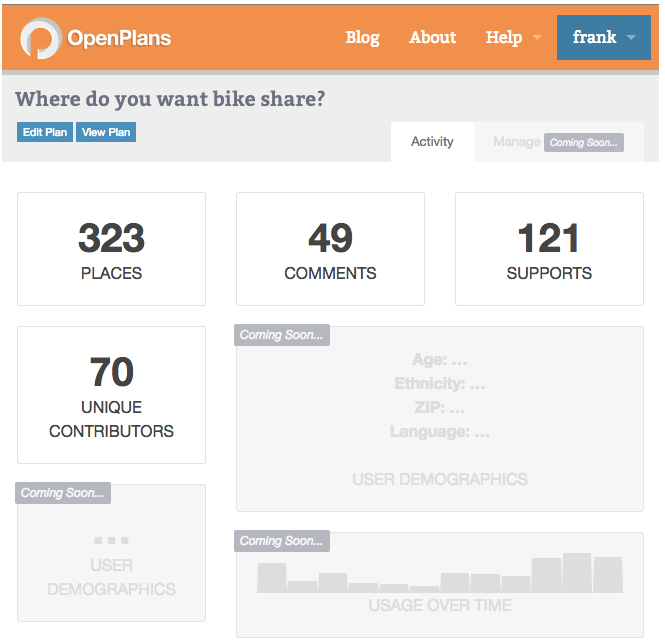 OpenPlans
Blog About Help frank
Where do you want bike share?
Edit Plan View Plan
Activity Manage Coming Soon...
323
PLACES
49
COMMENTS
121
SUPPORTS
70
UNIQUE
CONTRIBUTORS
Coming Soon...
Age: ...
Ethnicity: ...
ZIP: ...
Language: ...
USER DEMOGRAPHICS
Coming Soon...
...
USER
DEMOGRAPHICS
Coming Soon...
USAGE OVER TIME